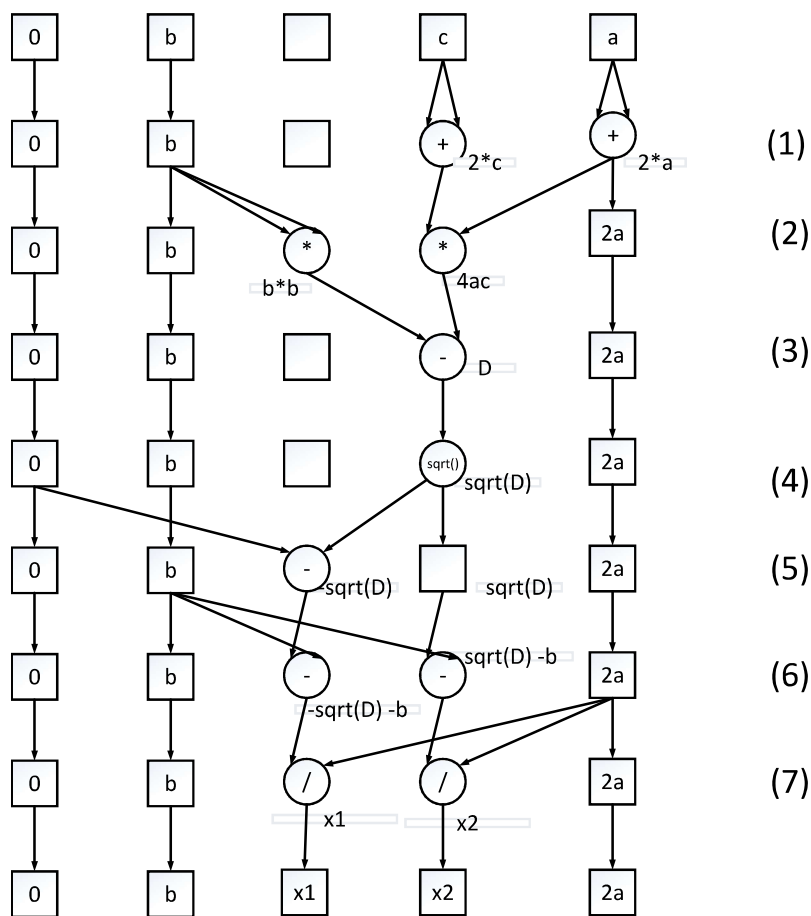 0 b c a
0 b + + (1)
2*c 2*a
0 b * * 2a (2)
b*b 4ac
0 b - 2a (3)
D
0 b sqrt() 2a (4)
sqrt(D)
0 b - 2a (5)
-sqrt(D) sqrt(D)
sqrt(D) -b
0 b - - 2a (6)
-sqrt(D) -b
0 b / / 2a (7)
x1 x2
0 b x1 x2 2a